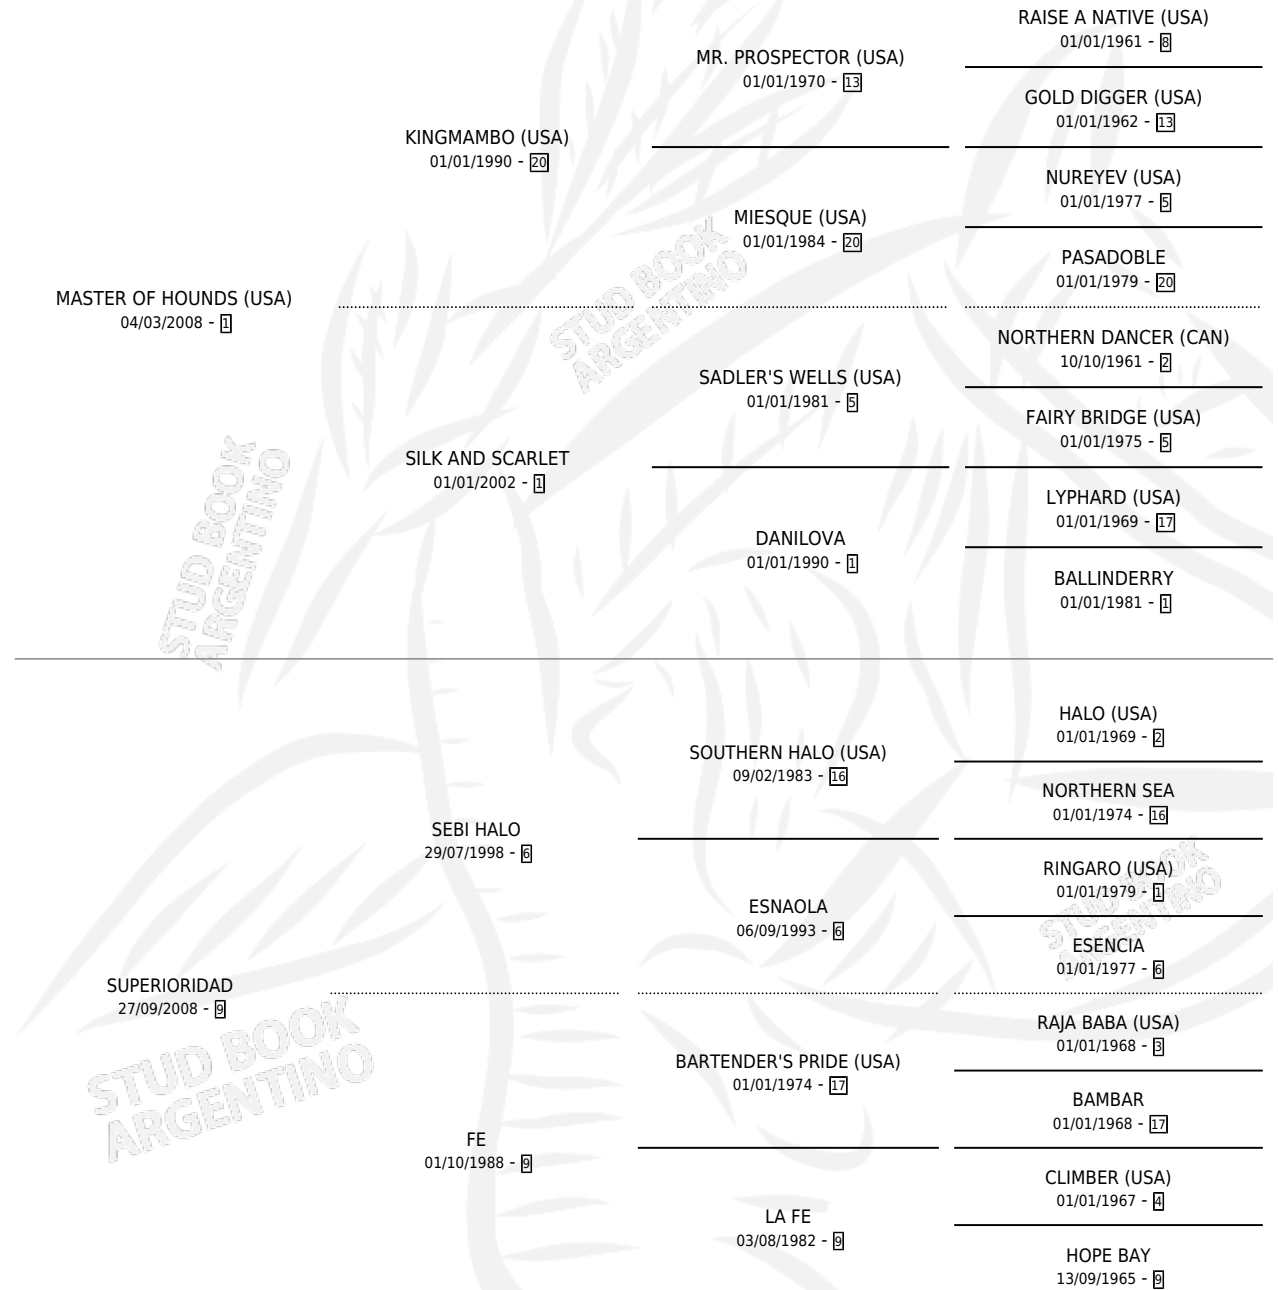 RAISE A NATIVE (USA)
01/01/1961 - 8
MR. PROSPECTOR (USA)
01/01/1970 - 13
GOLD DIGGER (USA)
01/01/1962 - 13
KINGMAMBO (USA)
01/01/1990 - 20
NUREYEV (USA)
01/01/1977 - 5
MIESQUE (USA)
01/01/1984 - 20
PASADOBLE
01/01/1979 - 20
MASTER OF HOUNDS (USA)
04/03/2008 - 1
NORTHERN DANCER (CAN)
10/10/1961 - 2
SADLER'S WELLS (USA)
01/01/1981 - 5
FAIRY BRIDGE (USA)
01/01/1975 - 5
SILK AND SCARLET
01/01/2002 - 1
LYPHARD (USA)
01/01/1969 - 17
DANILOVA
01/01/1990 - 1
BALLINDERRY
01/01/1981 - 1
STUD BOOK
ARGENTINO
STUD BOOK
ARGENTINO
HALO (USA)
01/01/1969 - 2
SOUTHERN HALO (USA)
09/02/1983 - 16
NORTHERN SEA
01/01/1974 - 16
SEBI HALO
29/07/1998 - 6
RINGARO (USA)
01/01/1979 - 1
ESNAOLA
06/09/1993 - 6
ESENCIA
01/01/1977 - 6
SUPERIORIDAD
27/09/2008 - 9
RAJA BABA (USA)
01/01/1968 - 3
BARTENDER'S PRIDE (USA)
01/01/1974 - 17
BAMBAR
01/01/1968 - 17
FE
01/10/1988 - 9
CLIMBER (USA)
01/01/1967 - 4
LA FE
03/08/1982 - 9
HOPE BAY
13/09/1965 - 9
STUD BOOK
ARGENTINO
STUD BOOK
ARGENTINO